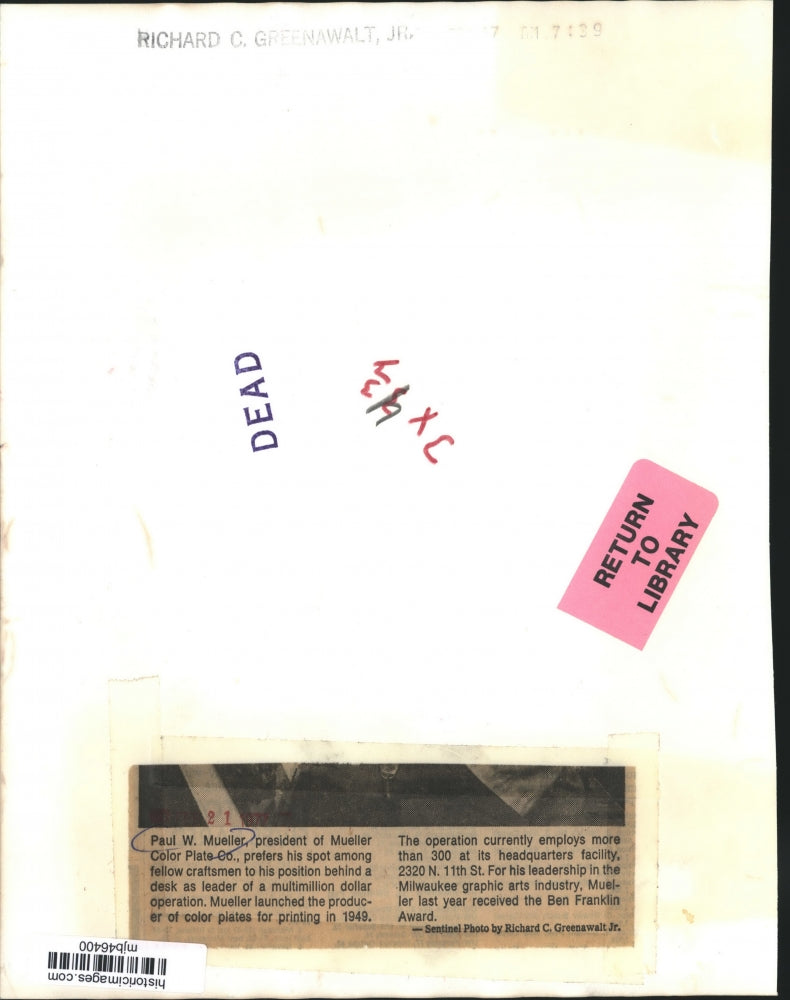 RICHARD C. GREENAWALT, JR.
7439
DEAD
3 X
RETURN
TO
LIBRARY
21
Paul W. Mueller, president of Mueller
Color Plate Co., prefers his spot among
fellow craftsmen to his position behind a
desk as leader of a multimillion dollar
operation. Mueller launched the produc-
er of color plates for printing in 1949.
The operation currently employs more
than 300 at its headquarters facility,
2320 N. 11th St. For his leadership in the
Milwaukee graphic arts industry, Muel-
ler last year received the Ben Franklin
Award.
— Sentinel Photo by Richard C. Greenawalt Jr.
historicimages.com
mjb46400